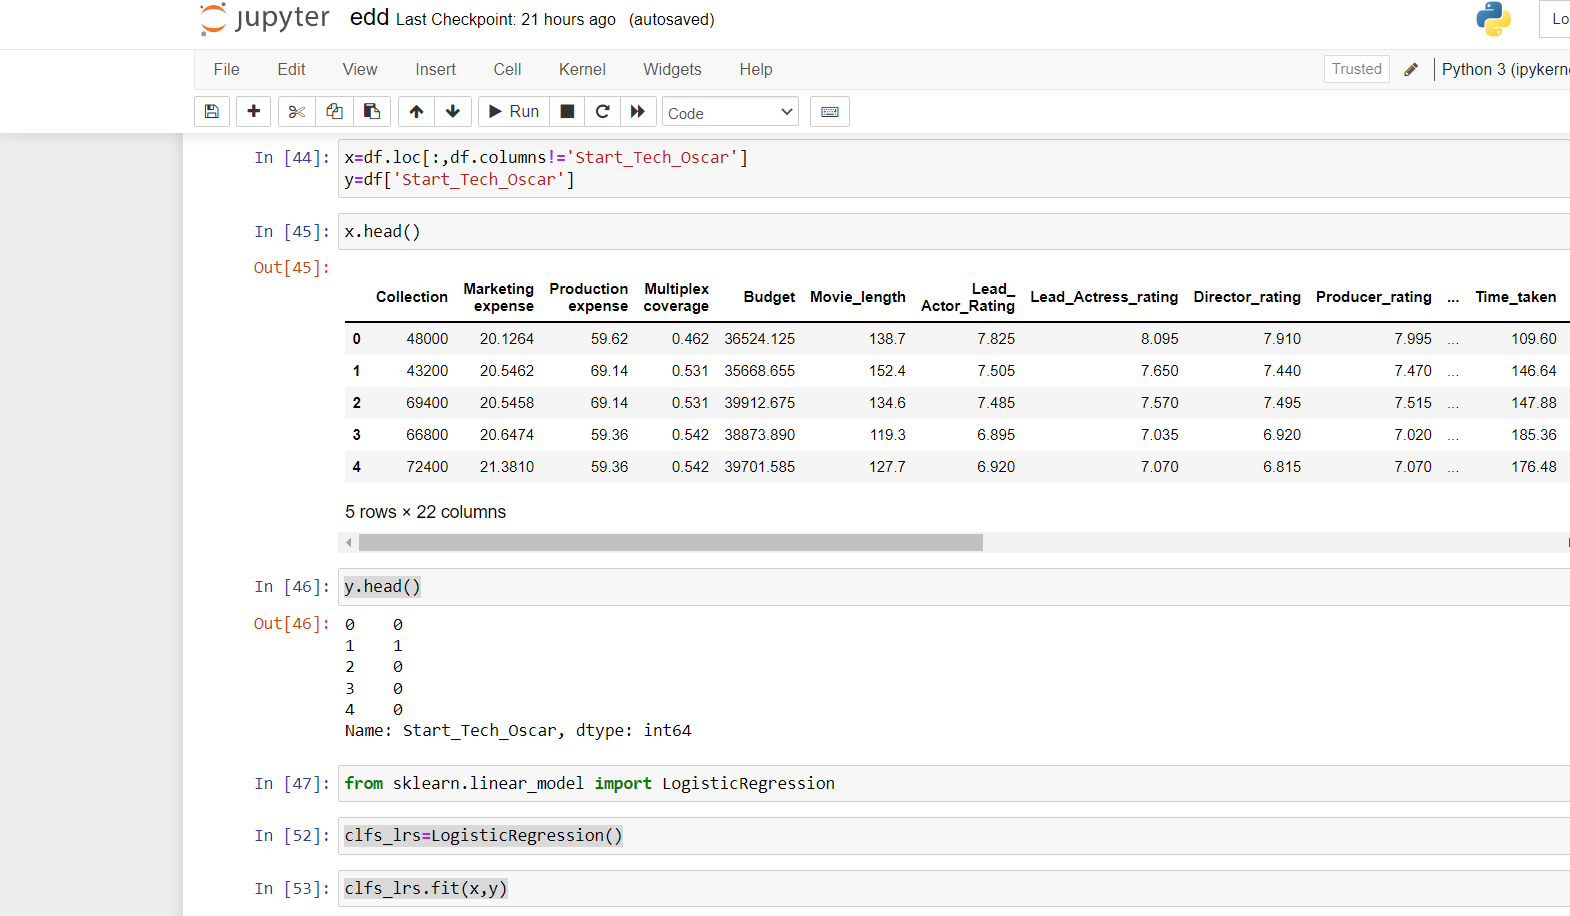 jupyter edd Last Checkpoint: 21 hours ago (autosaved)
Lo
File Edit View Insert Cell Kernel Widgets Help
Trusted Python 3 (ipykerne
Run Code
In [44]: x=df.loc[:,df.columns!='Start_Tech_Oscar']
y=df['Start_Tech_Oscar']
In [45]: x.head()
Out[45]:
Collection Marketing expense Production expense Multiplex coverage Budget Movie_length Lead_ Actor_Rating Lead_Actress_rating Director_rating Producer_rating ... Time_taken
0 48000 20.1264 59.62 0.462 36524.125 138.7 7.825 8.095 7.910 7.995 ... 109.60
1 43200 20.5462 69.14 0.531 35668.655 152.4 7.505 7.650 7.440 7.470 ... 146.64
2 69400 20.5458 69.14 0.531 39912.675 134.6 7.485 7.570 7.495 7.515 ... 147.88
3 66800 20.6474 59.36 0.542 38873.890 119.3 6.895 7.035 6.920 7.020 ... 185.36
4 72400 21.3810 59.36 0.542 39701.585 127.7 6.920 7.070 6.815 7.070 ... 176.48
5 rows × 22 columns
In [46]: y.head()
Out[46]: 0 0
1 1
2 0
3 0
4 0
Name: Start_Tech_Oscar, dtype: int64
In [47]: from sklearn.linear_model import LogisticRegression
In [52]: clfs_lrs=LogisticRegression()
In [53]: clfs_lrs.fit(x,y)